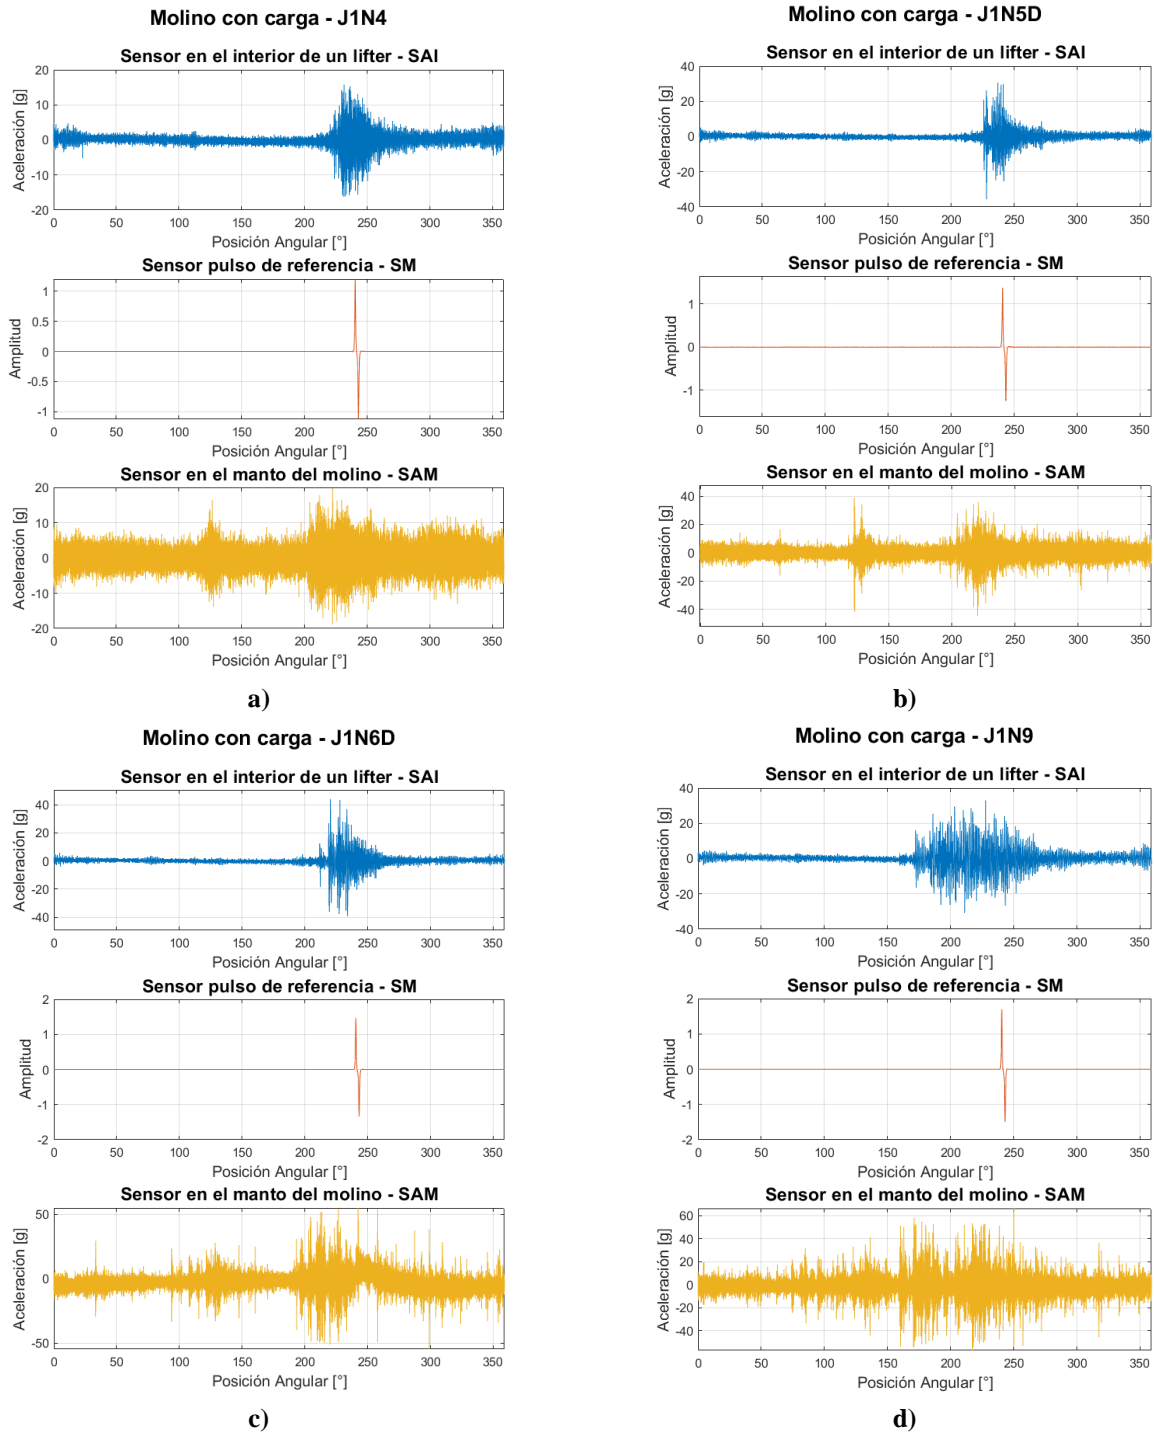 Molino con carga - J1N4
Sensor en el interior de un lifter - SAI
Aceleración [g]
20
10
0
-10
-20
0 50 100 150 200 250 300 350
Posición Angular [°]
Sensor pulso de referencia - SM
Amplitud
1
0.5
0
-0.5
-1
0 50 100 150 200 250 300 350
Posición Angular [°]
Sensor en el manto del molino - SAM
Aceleración [g]
20
10
0
-10
-20
0 50 100 150 200 250 300 350
Posición Angular [°]
a)
Molino con carga - J1N5D
Sensor en el interior de un lifter - SAI
Aceleración [g]
40
20
0
-20
-40
0 50 100 150 200 250 300 350
Posición Angular [°]
Sensor pulso de referencia - SM
Amplitud
1
0
-1
0 50 100 150 200 250 300 350
Posición Angular [°]
Sensor en el manto del molino - SAM
Aceleración [g]
40
20
0
-20
-40
0 50 100 150 200 250 300 350
Posición Angular [°]
b)
Molino con carga - J1N6D
Sensor en el interior de un lifter - SAI
Aceleración [g]
40
20
0
-20
-40
0 50 100 150 200 250 300 350
Posición Angular [°]
Sensor pulso de referencia - SM
Amplitud
2
1
0
-1
-2
0 50 100 150 200 250 300 350
Posición Angular [°]
Sensor en el manto del molino - SAM
Aceleración [g]
50
0
-50
0 50 100 150 200 250 300 350
Posición Angular [°]
c)
Molino con carga - J1N9
Sensor en el interior de un lifter - SAI
Aceleración [g]
40
20
0
-20
-40
0 50 100 150 200 250 300 350
Posición Angular [°]
Sensor pulso de referencia - SM
Amplitud
2
1
0
-1
-2
0 50 100 150 200 250 300 350
Posición Angular [°]
Sensor en el manto del molino - SAM
Aceleración [g]
60
40
20
0
-20
-40
0 50 100 150 200 250 300 350
Posición Angular [°]
d)